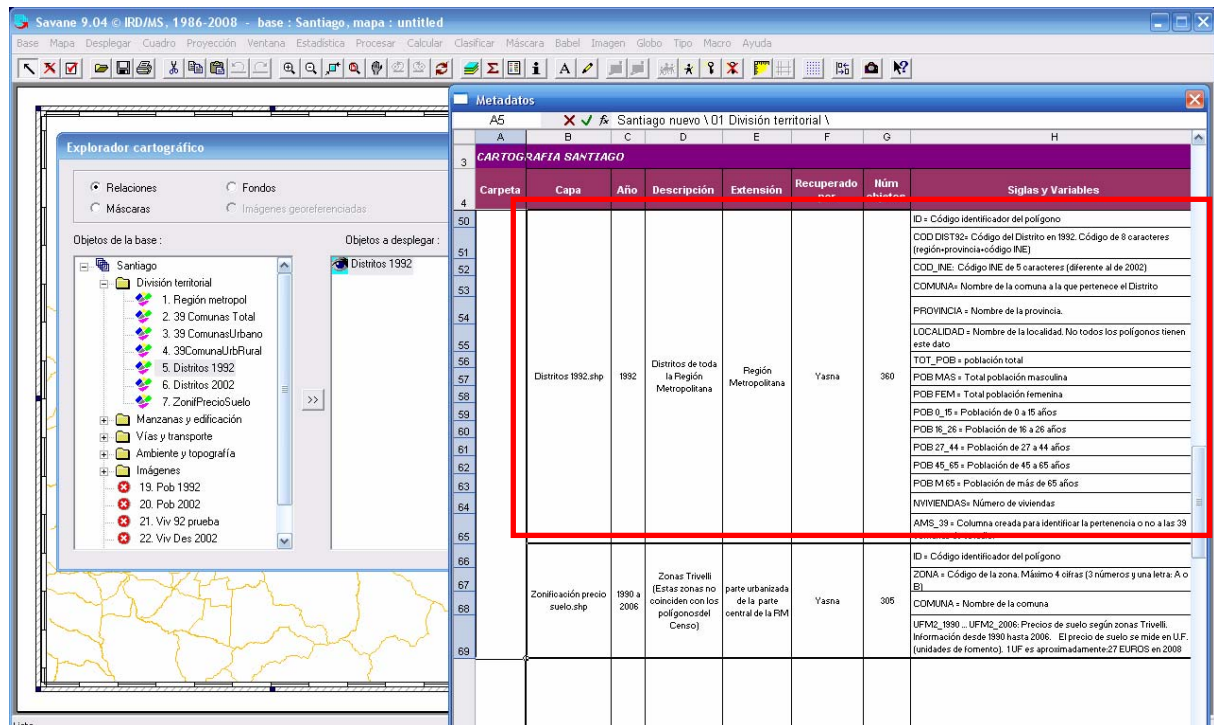 Savane 9.04 © IRD/MS, 1986-2008 - base : Santiago, mapa : untitled
Base Mapa Desplegar Cuadro Proyección Ventana Estadística Procesar Calcular Clasificar Máscara Babel Imagen Globo Tipo Macro Ayuda
Explorador cartográfico
Relaciones
Fondos
Máscaras
Imágenes georeferenciadas
Objetos de la base :
Objetos a desplegar :
Santiago
División territorial
1. Región metropol
2. 39 Comunas Total
3. 39 ComunasUrbano
4. 39ComunaUrbRural
5. Distritos 1992
6. Distritos 2002
7. ZonifPrecioSuelo
Manzanas y edificación
Vías y transporte
Ambiente y topografía
Imágenes
19. Pob 1992
20. Pob 2002
21. Viv 92 prueba
22. Viv Des 2002
>>
Distritos 1992
Metadatos
A5 Santiago nuevo \ 01 División territorial \
A B C D E F G H
3 CARTOGRAFIA SANTIAGO
4 Carpeta Capa Año Descripción Extensión Recuperado por Núm objetos Siglas y Variables
50 ID = Código identificador del polígono
51 COD DIST92= Código del Distrito en 1992. Código de 8 caracteres
(región+provincia+código INE)
52 COD_INE: Código INE de 5 caracteres (diferente al de 2002)
53 COMUNA= Nombre de la comuna a la que pertenece el Distrito
54 PROVINCIA = Nombre de la provincia.
55 LOCALIDAD = Nombre de la localidad. No todos los polígonos tienen
este dato
56 TOT_POB = población total
Distritos 1992.shp 1992 Distritos de toda
la Región
Metropolitana
Región
Metropolitana
Yasna 360
57 POB MAS = Total población masculina
58 POB FEM = Total población femenina
59 POB 0_15 = Población de 0 a 15 años
60 POB 16_26 = Población de 16 a 26 años
61 POB 27_44 = Población de 27 a 44 años
62 POB 45_65 = Población de 45 a 65 años
63 POB M 65 = Población de más de 65 años
64 NVIVIENDAS= Número de viviendas
65 AMS_39 = Columna creada para identificar la pertenencia o no a las 39
66 ID = Código identificador del polígono
67 ZONA = Código de la zona. Máximo 4 cifras (3 números y una letra: A o
B)
Zonificación precio
suelo.shp
1990 a
2006
Zonas Trivelli
(Estas zonas no
coinciden con los
polígonosdel
Censo)
parte urbanizada
de la parte
central de la RM
Yasna 305
68 COMUNA = Nombre de la comuna
69 UFM2_1990 ... UFM2_2006: Precios de suelo según zonas Trivelli.
Información desde 1990 hasta 2006. El precio de suelo se mide en U.F.
(unidades de fomento). 1UF es aproximadamente:27 EUROS en 2008